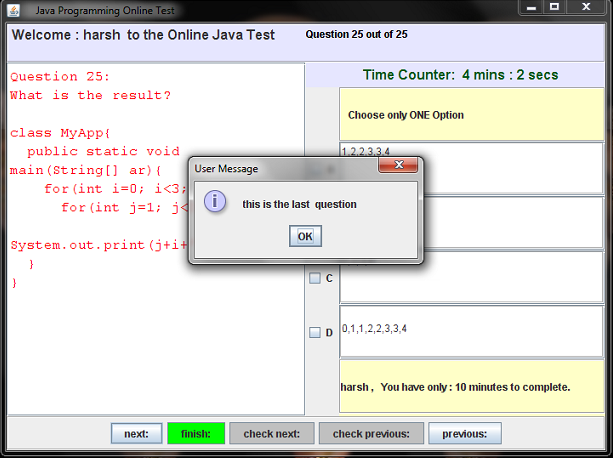 Java Programming Online Test
Welcome : harsh to the Online Java Test
Question 25 out of 25
Question 25:
What is the result?
class MyApp{
public static void
main(String[] ar){
for(int i=0; i<3;
for(int j=1; j<
System.out.print(j+i+
}
}
Time Counter: 4 mins : 2 secs
Choose only ONE Option
1,2,2,3,3,4
User Message
this is the last question
OK
C
D
0,1,1,2,2,3,3,4
harsh , You have only : 10 minutes to complete.
next:
finish:
check next:
check previous:
previous: